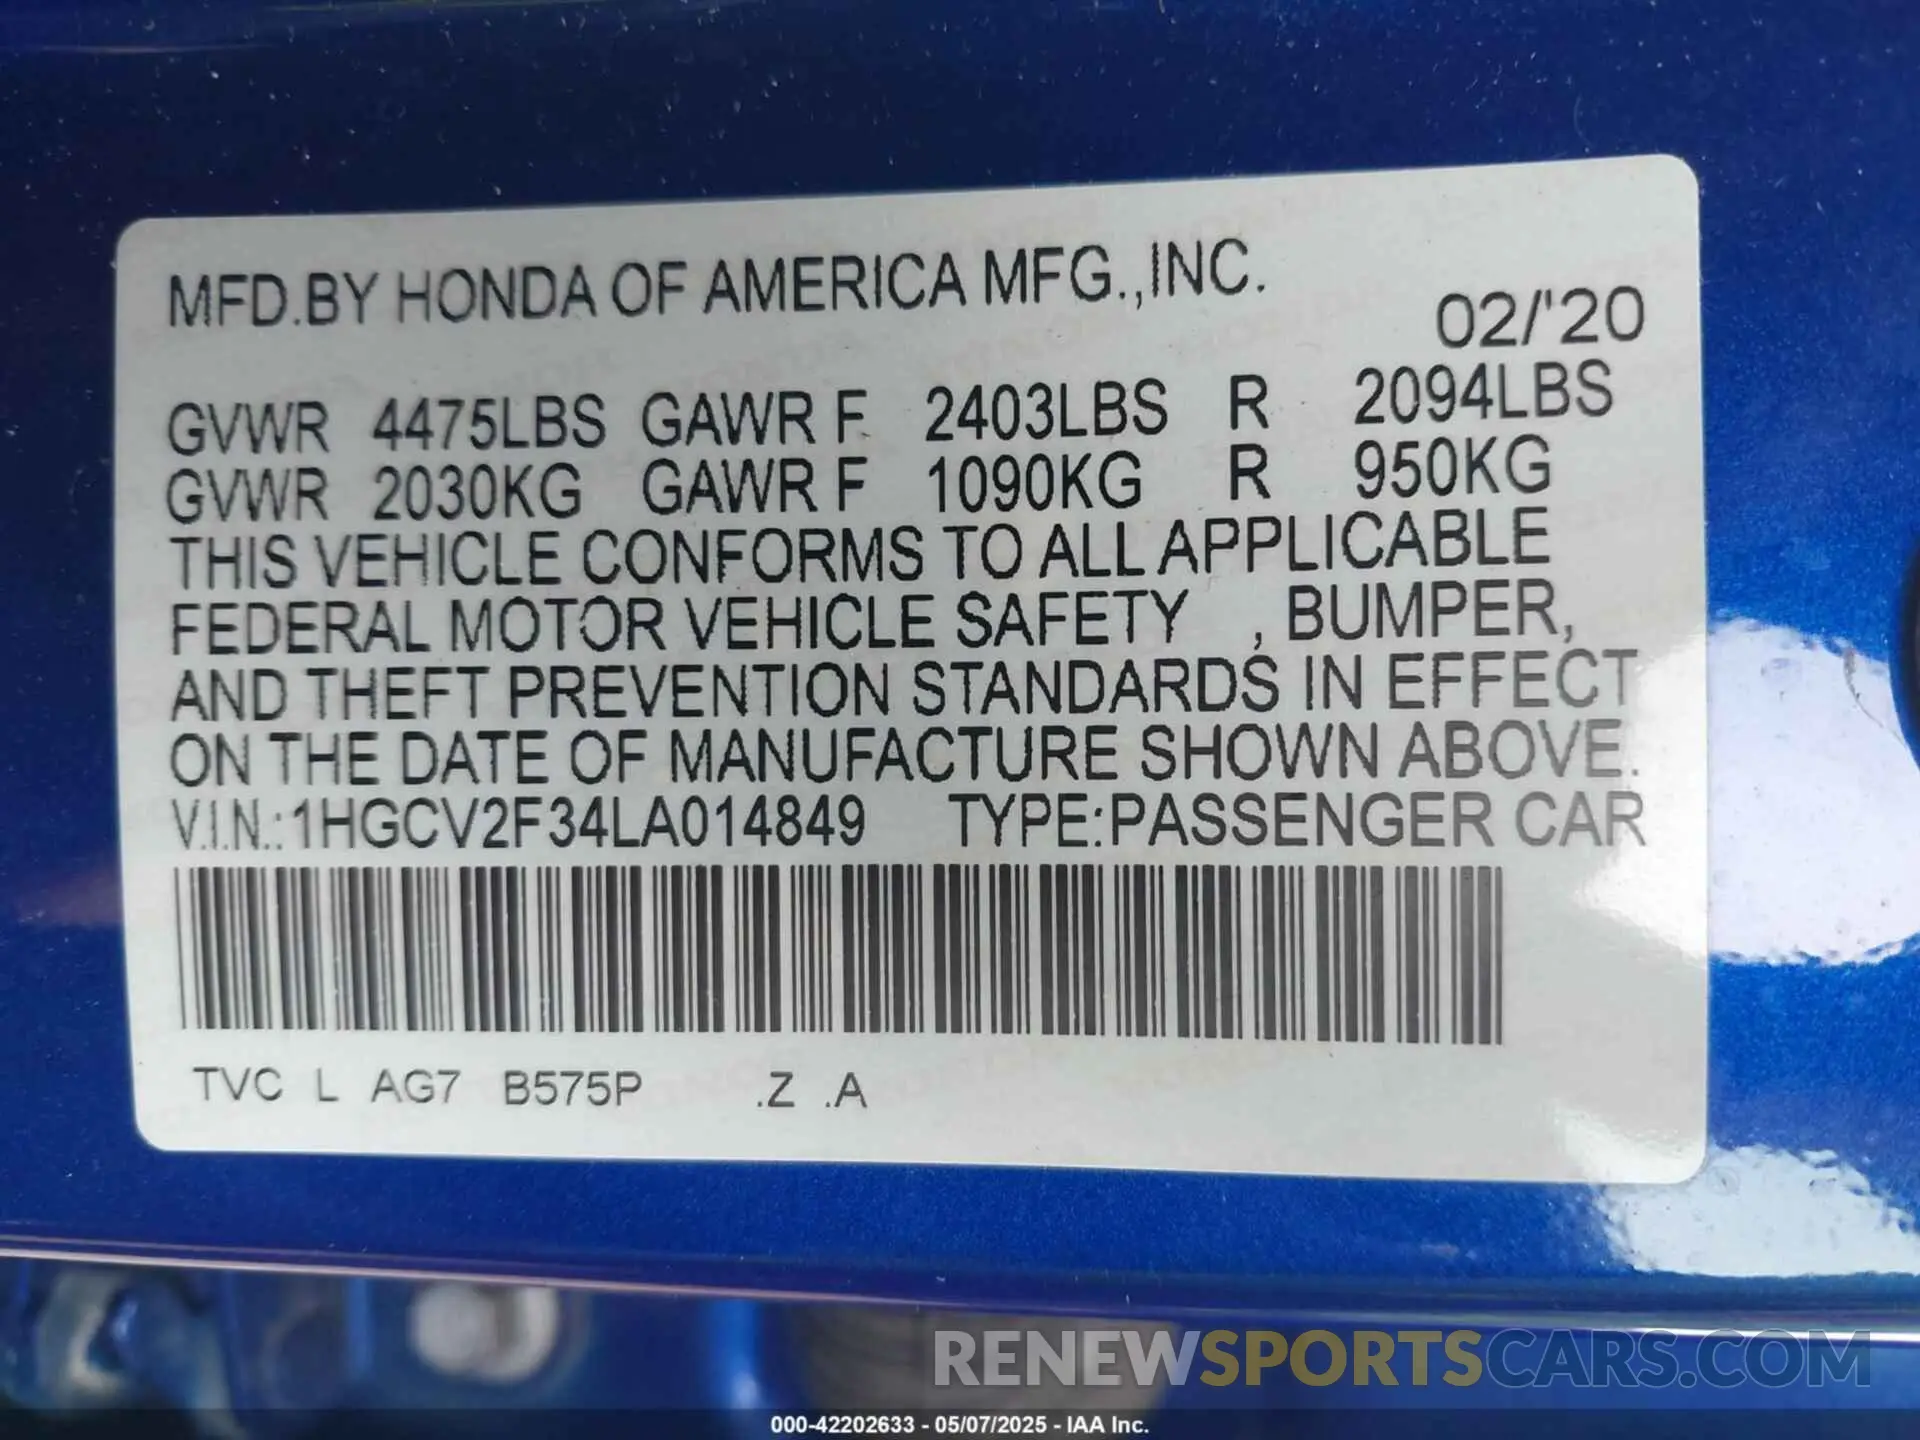 MFD.BY HONDA OF AMERICA MFG.,INC.
02/'20
GVWR 4475LBS GAWR F 2403LBS R 2094LBS
GVWR 2030KG GAWR F 1090KG R 950KG
THIS VEHICLE CONFORMS TO ALL APPLICABLE
FEDERAL MOTOR VEHICLE SAFETY , BUMPER,
AND THEFT PREVENTION STANDARDS IN EFFECT
ON THE DATE OF MANUFACTURE SHOWN ABOVE.
V.I.N.:1HGCV2F34LA014849 TYPE:PASSENGER CAR
TVC L AG7 B575P .Z .A
RENEWSPORTSCARS.COM
000-42202633 - 05/07/2025 - IAA Inc.